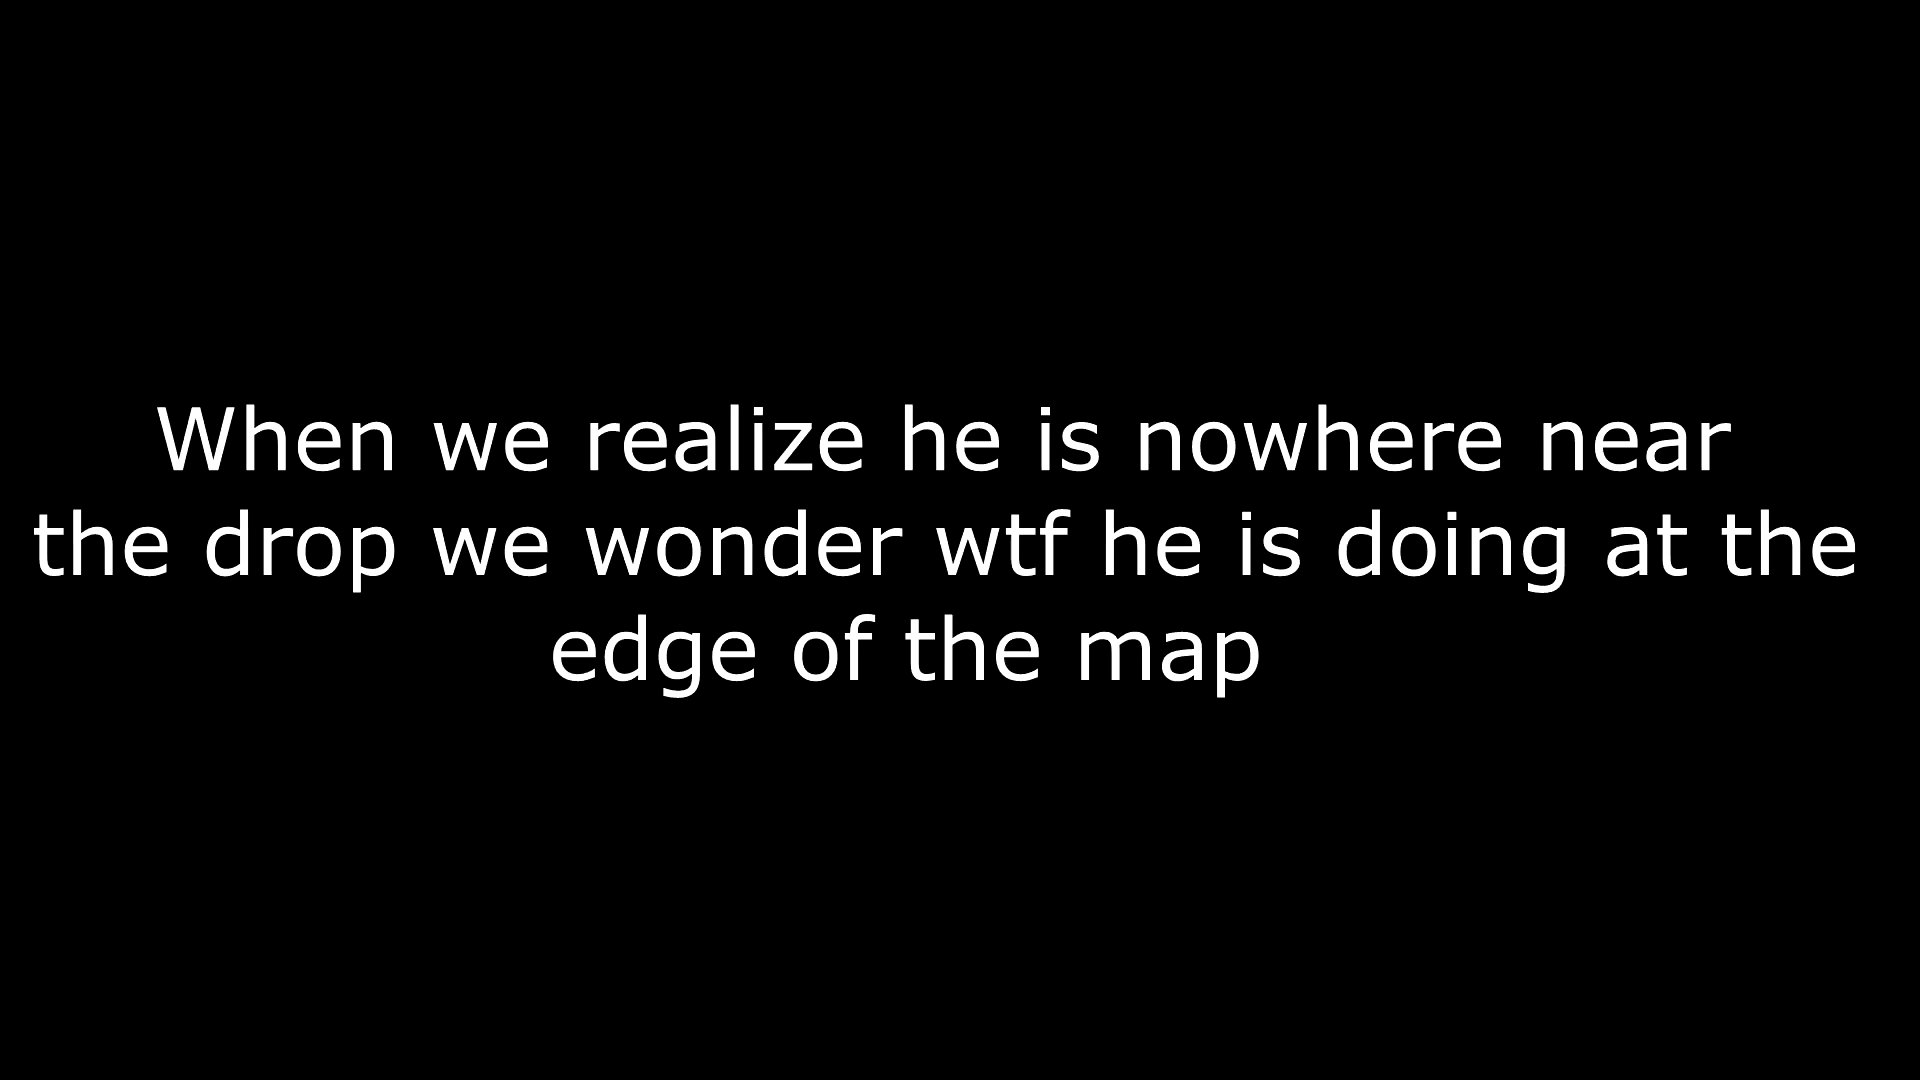 When we realize he is nowhere near
the drop we wonder wtf he is doing at the
edge of the map